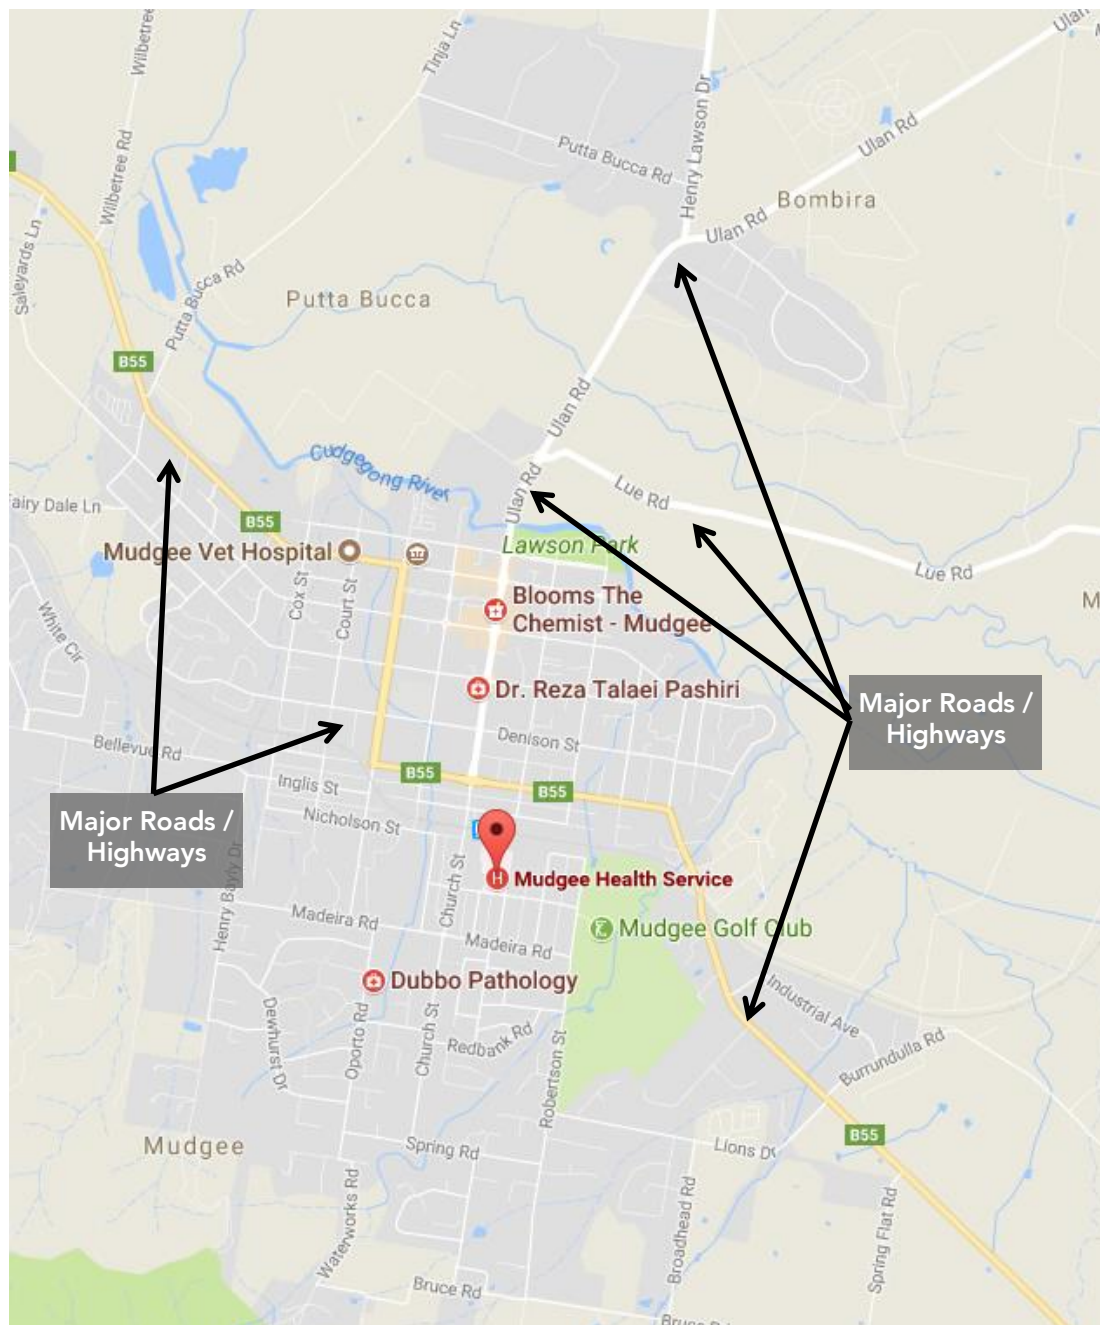 Wilbetree
Tinja Ln
Ulan
Henry Lawson Dr
Ulan Rd
Putta Bucca Rd
Wilbetree Rd
Bombira
Ulan Rd
Saleyards Ln
Putta Bucca Rd
Putta Bucca
B55
Ulan Rd
Cudgegong River
Ulan Rd
Lue Rd
Fairy Dale Ln
B55
Mudgee Vet Hospital
Lawson Park
Lue Rd
Cox St
Court St
Blooms The
Chemist - Mudgee
M
White Cir
Dr. Reza Talaei Pashiri
Major Roads /
Highways
Denison St
Bellevue Rd
B55
Inglis St
B55
Major Roads /
Highways
Nicholson St
Henry Bayly Dr
Church St
H
Mudgee Health Service
Madeira Rd
Mudgee Golf Club
Madeira Rd
Dubbo Pathology
Industrial Ave
Dewhurst Dr
Oporto Rd
Church St
Redbank Rd
Robertson St
Burrundulla Rd
B55
Mudgee
Spring Rd
Lions Dr
Waterworks Rd
Broadhead Rd
Spring Flat Rd
Bruce Rd
Bruce Rd